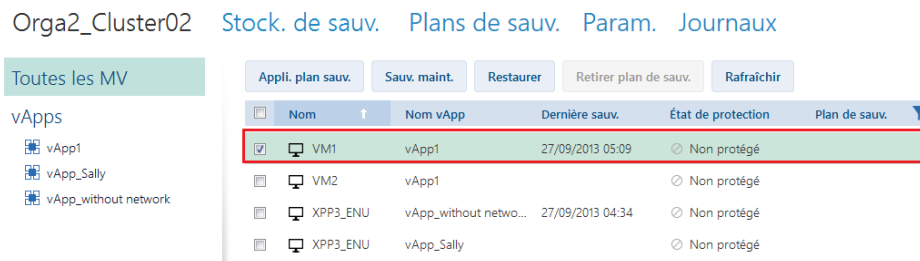 Orga2_Cluster02 Stock. de sauv. Plans de sauv. Param. Journaux
Toutes les MV
vApps
vApp1
vApp_Sally
vApp_without network
Appli. plan sauv. Sauv. maint. Restaurer Retirer plan de sauv. Rafraîchir
Nom Nom vApp Dernière sauv. État de protection Plan de sauv.
VM1 vApp1 27/09/2013 05:09 Non protégé
VM2 vApp1 Non protégé
XPP3_ENU vApp_without netwo... 27/09/2013 04:34 Non protégé
XPP3_ENU vApp_Sally Non protégé